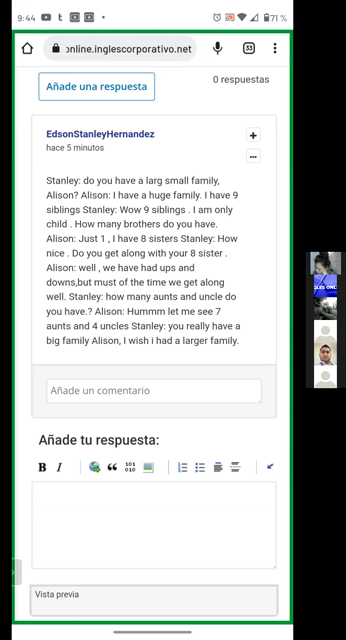 9:44
71 %
online.inglescorporativo.net
33
Añade una respuesta
0 respuestas
EdsonStanleyHernandez
hace 5 minutos
Stanley: do you have a larg small family,
Alison? Alison: I have a huge family. I have 9
siblings Stanley: Wow 9 siblings . I am only
child . How many brothers do you have.
Alison: Just 1 , I have 8 sisters Stanley: How
nice . Do you get along with your 8 sister .
Alison: well , we have had ups and
downs,but must of the time we get along
well. Stanley: how many aunts and uncle do
you have.? Alison: Hummm let me see 7
aunts and 4 uncles Stanley: you really have a
big family Alison, I wish i had a larger family.
Añade un comentario
Añade tu respuesta:
B I
101
010
Vista previa